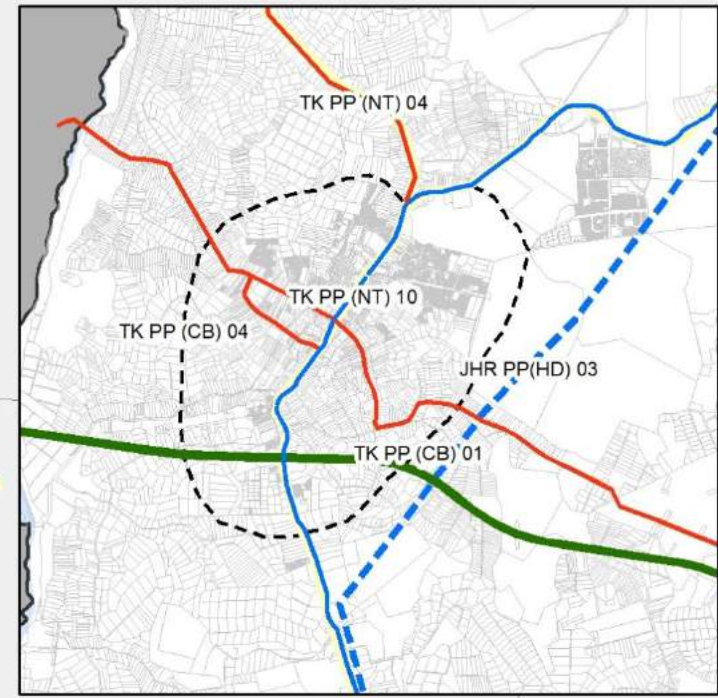 TK PP (NT) 04
TK PP (NT) 10
TK PP (CB) 04
JHR PP(HD) 03
TK PP (CB) 01